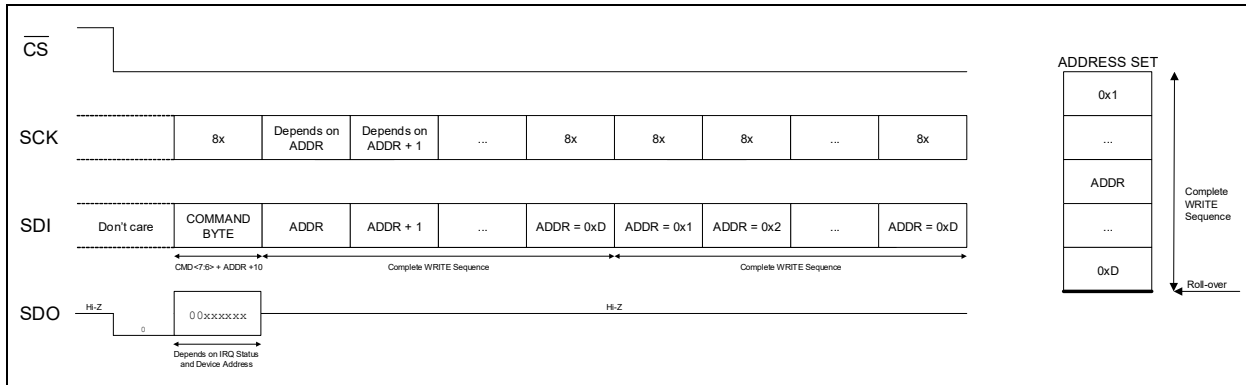 CS
SCK
8x
Depends on
ADDR
Depends on
ADDR + 1
...
8x
8x
8x
...
8x
SDI
Don't care
COMMAND
BYTE
ADDR
ADDR + 1
...
ADDR = 0xD
ADDR = 0x1
ADDR = 0x2
...
ADDR = 0xD
CMD<7:6> + ADDR +10
Complete WRITE Sequence
Complete WRITE Sequence
SDO
Hi-Z
0
00xxxxxx
Hi-Z
Depends on IRQ Status
and Device Address
ADDRESS SET
0x1
...
ADDR
...
0xD
Complete
WRITE
Sequence
Roll-over